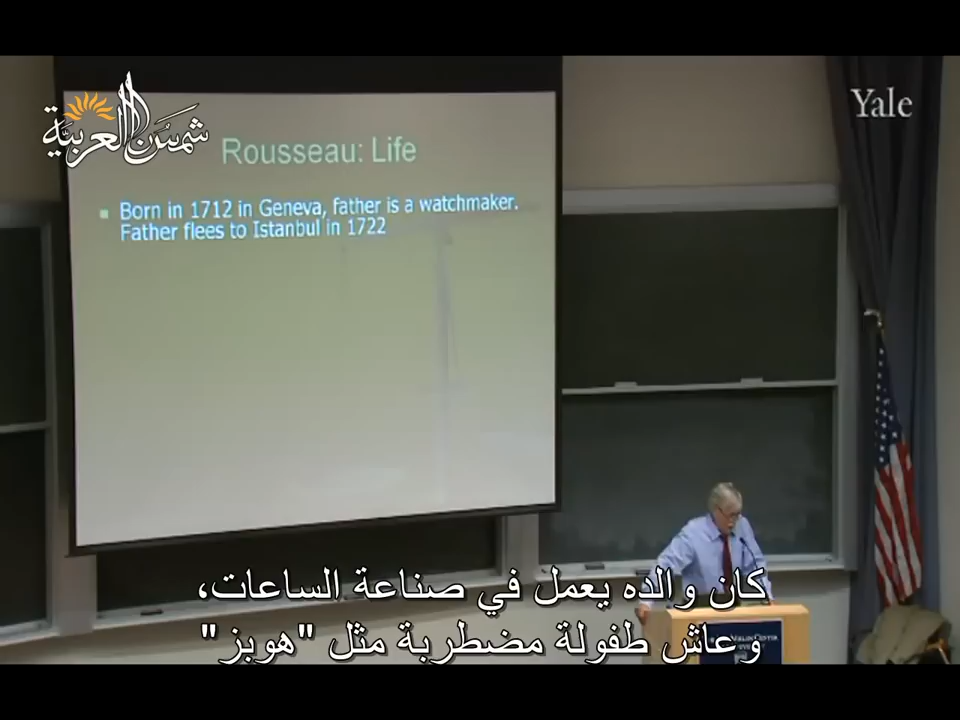 شمس العربية
Yale
Rousseau: Life
Born in 1712 in Geneva, father is a watchmaker.
Father flees to Istanbul in 1722
كان والده يعمل في صناعة الساعات،
وعاش طفولة مضطربة مثل "هوبز"